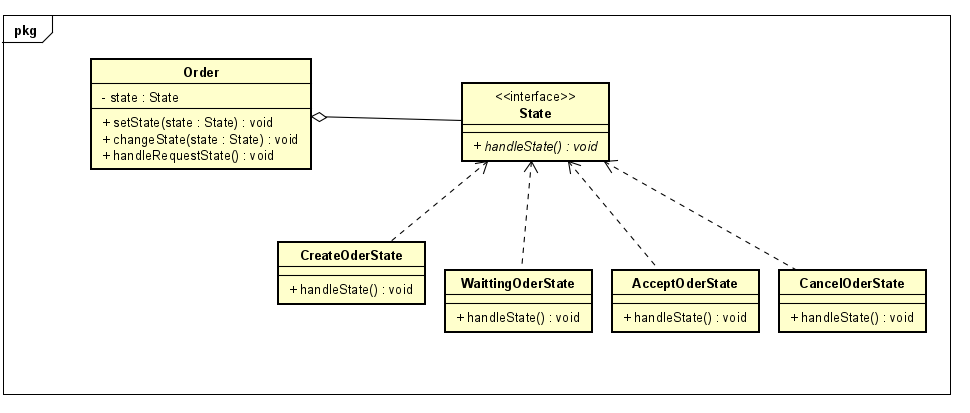 pkg
Order
- state : State
+ setState(state : State) : void
+ changeState(state : State) : void
+ handleRequestState() : void
<<interface>>
State
+ handleState() : void
CreateOderState
+ handleState() : void
WaittingOderState
+ handleState() : void
AcceptOderState
+ handleState() : void
CancelOderState
+ handleState() : void